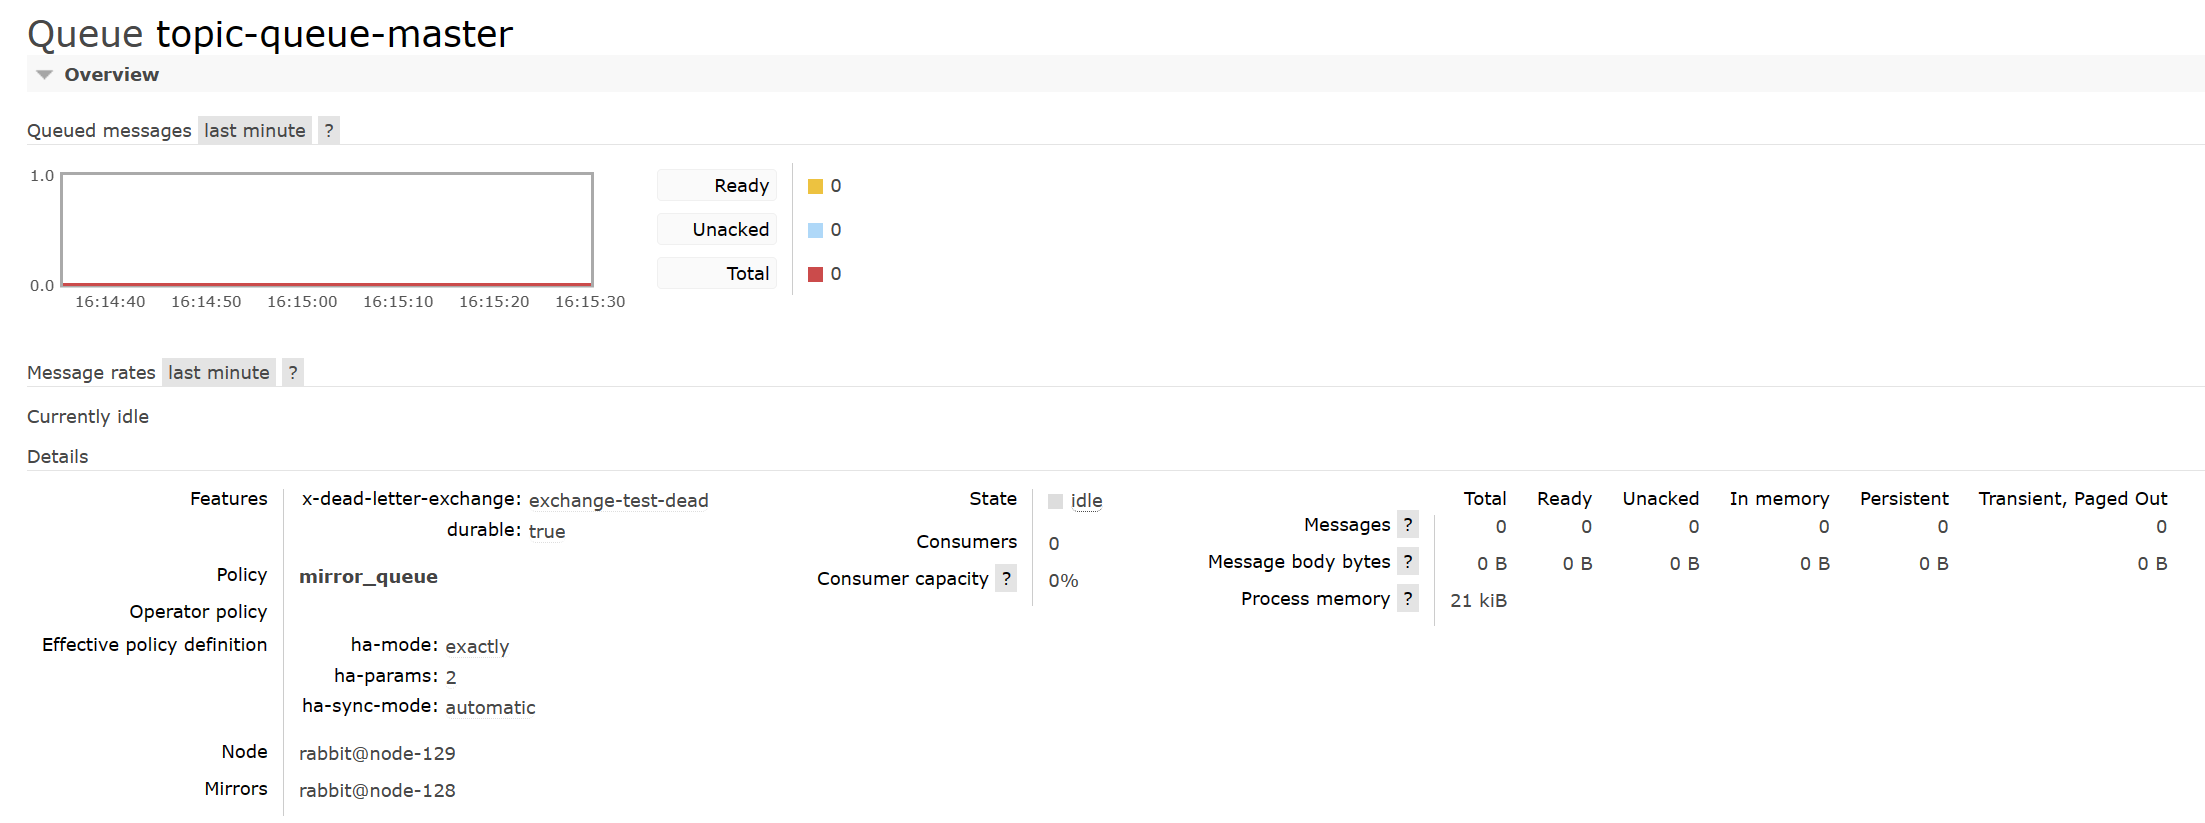 Queue topic-queue-master
Overview
Queued messages last minute ?
1.0
0.0
16:14:40 16:14:50 16:15:00 16:15:10 16:15:20 16:15:30
Ready 0
Unacked 0
Total 0
Message rates last minute ?
Currently idle
Details
Features x-dead-letter-exchange: exchange-test-dead
durable: true
Policy mirror_queue
Operator policy
Effective policy definition ha-mode: exactly
ha-params: 2
ha-sync-mode: automatic
Node rabbit@node-129
Mirrors rabbit@node-128
State idle
Consumers 0
Consumer capacity ? 0%
Total Ready Unacked In memory Persistent Transient, Paged Out
Messages ? 0 0 0 0 0 0
Message body bytes ? 0 B 0 B 0 B 0 B 0 B 0 B
Process memory ? 21 kiB